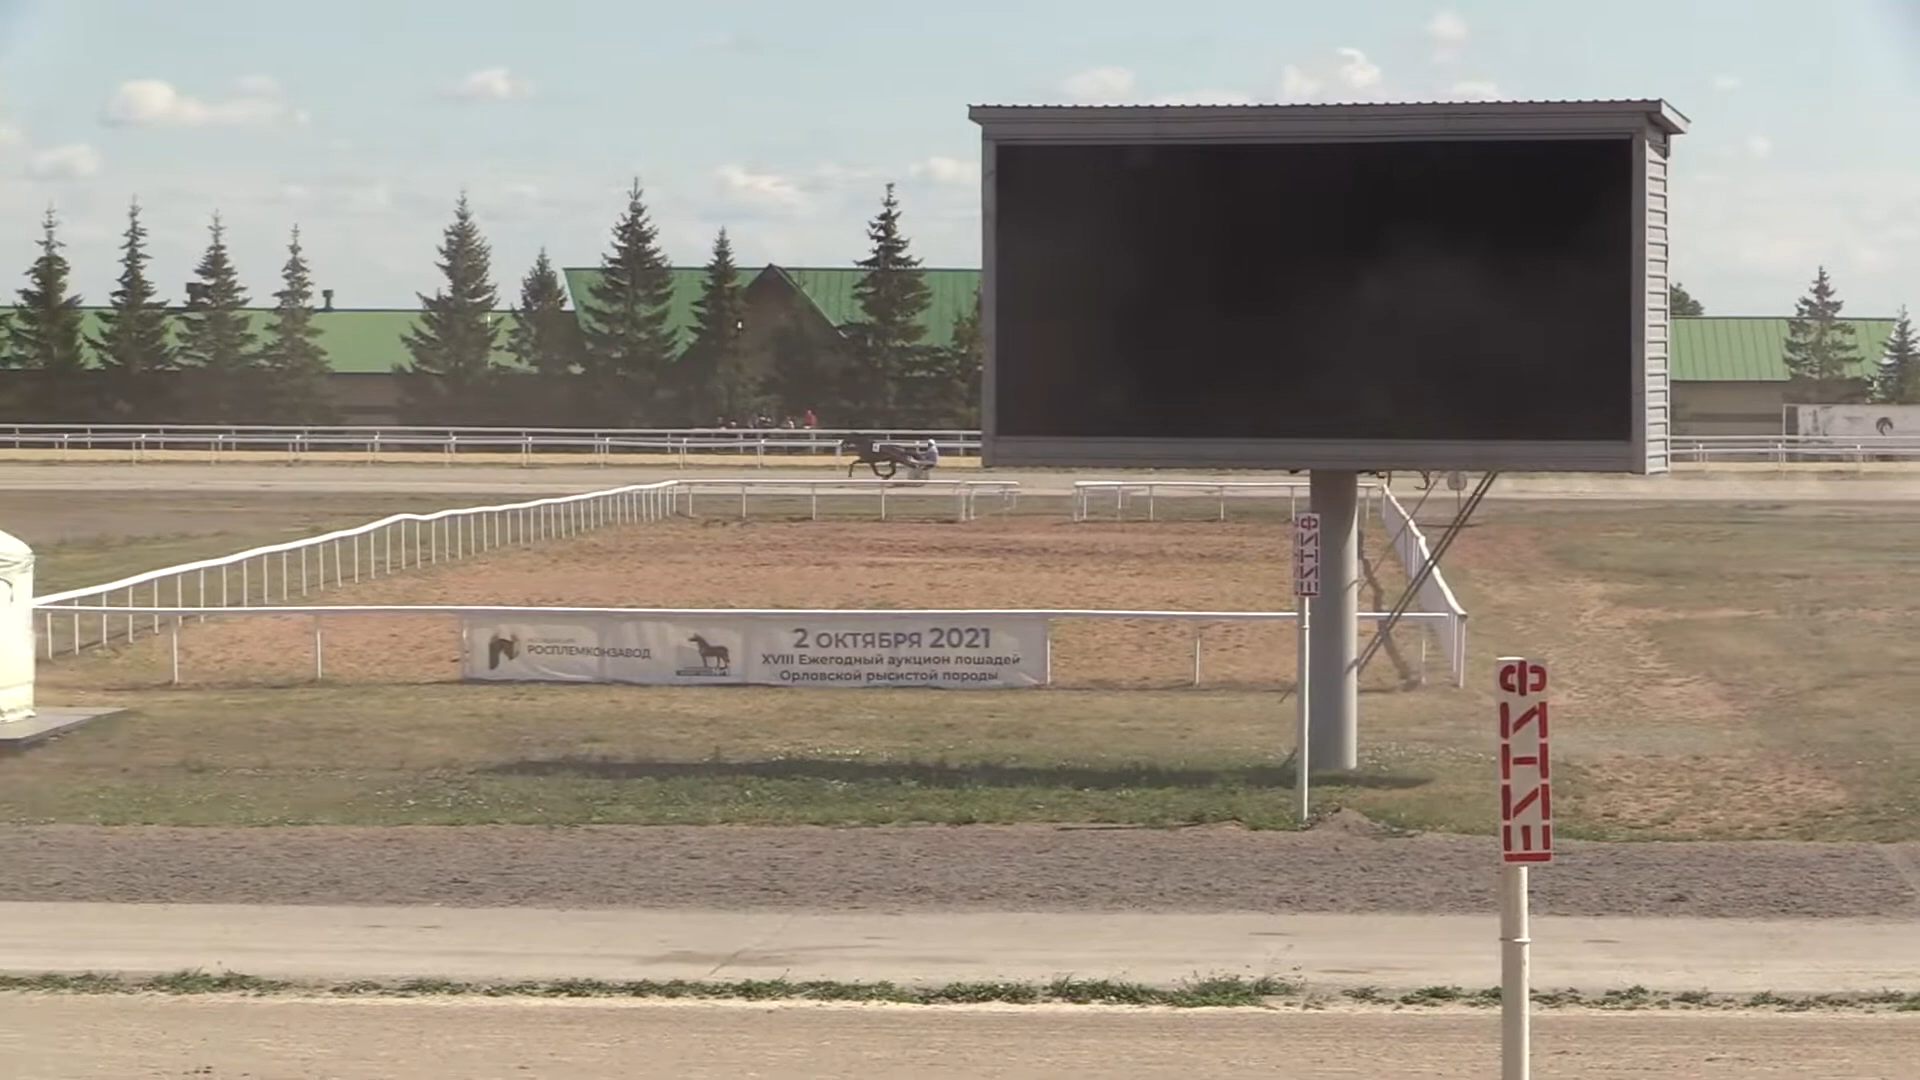 ФИНИШ
РОСПЛЕМКОНЗАВОД
2 ОКТЯБРЯ 2021
XVIII Ежегодный аукцион лошадей
Орловской рысистой породы
ФИНИШ